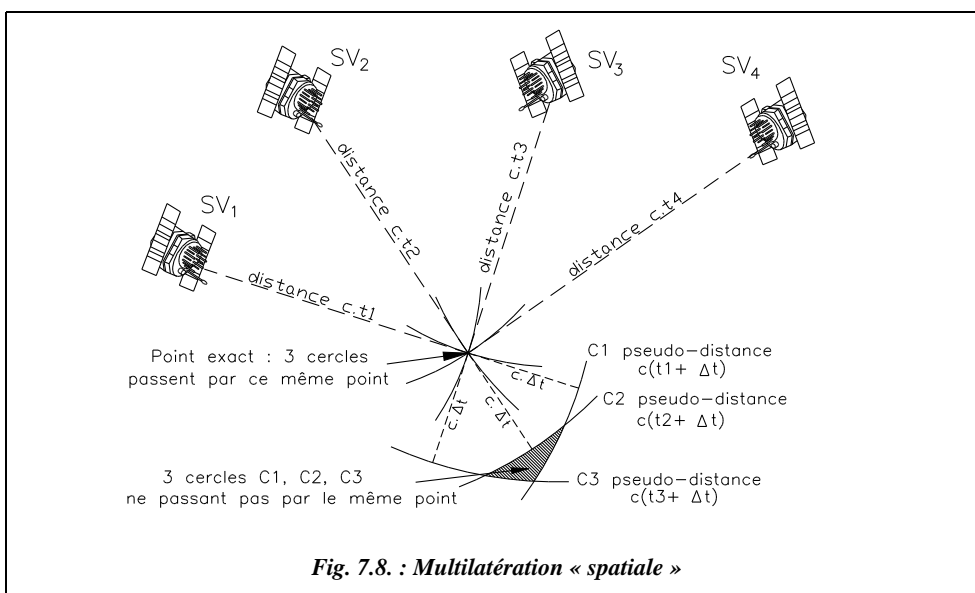 SV2
SV3
SV4
SV1
distance c.t1
distance c.t2
distance c.t3
distance c.t4
Point exact : 3 cercles
passent par ce même point
c.Δt
c.Δt
c.Δt
C1 pseudo-distance
c(t1+ Δt)
C2 pseudo-distance
c(t2+ Δt)
3 cercles C1, C2, C3
ne passant pas par le même point
C3 pseudo-distance
c(t3+ Δt)
Fig. 7.8. : Multilatération « spatiale »